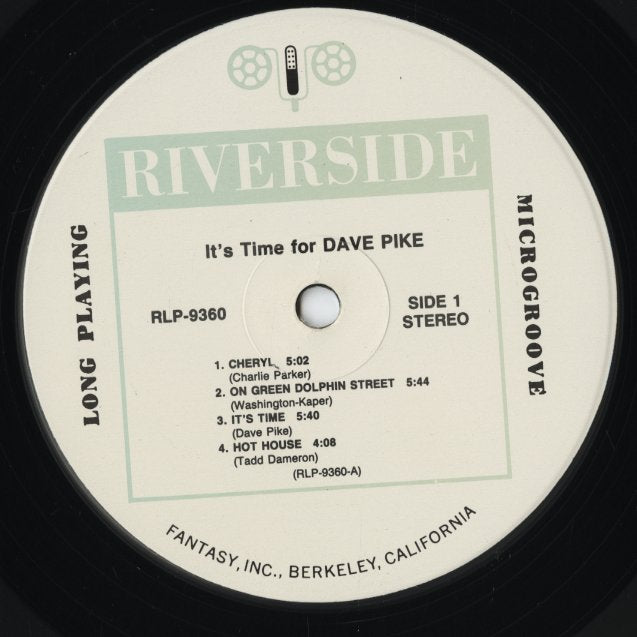 RIVERSIDE
It's Time for DAVE PIKE
LONG PLAYING
MICROGROOVE
RLP-9360
SIDE 1
STEREO
1. CHERYL 5:02
(Charlie Parker)
2. ON GREEN DOLPHIN STREET 5:44
(Washington-Kaper)
3. IT'S TIME 5:40
(Dave Pike)
4. HOT HOUSE 4:08
(Tadd Dameron)
(RLP-9360-A)
FANTASY, INC., BERKELEY, CALIFORNIA